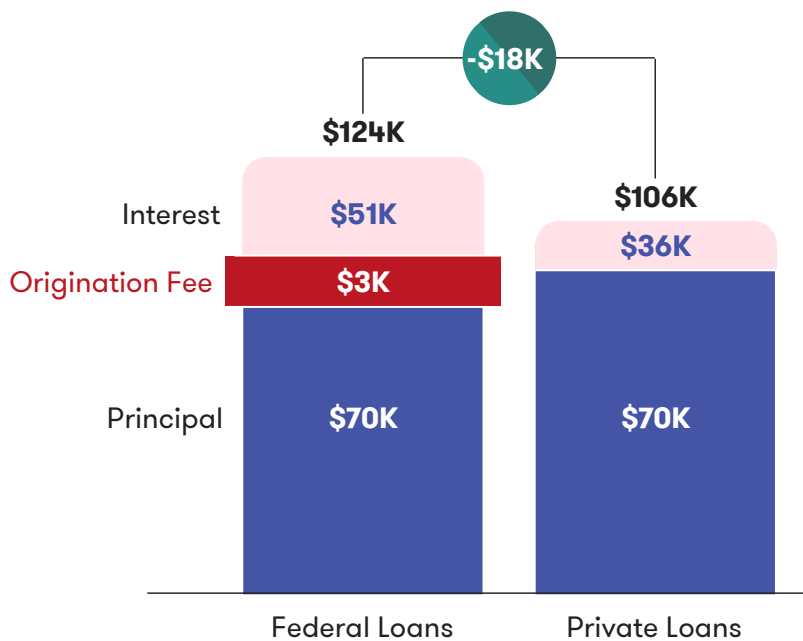 -$18K
$124K
$106K
Interest
$51K
$36K
Origination Fee
$3K
Principal
$70K
$70K
Federal Loans
Private Loans